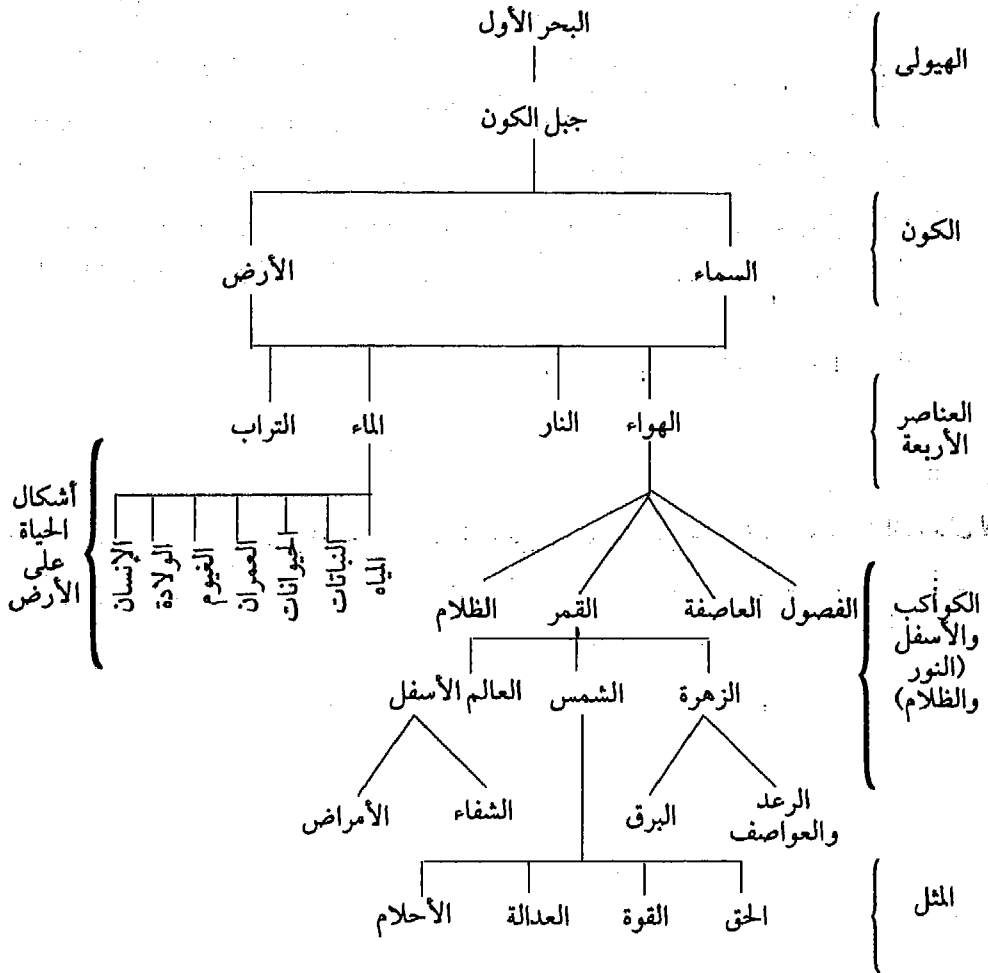 البحر الأول
الهيولى
جبل الكون
الكون
السماء
الأرض
العناصر
الأربعة
الهواء
النار
الماء
التراب
المياه
النباتات
الحيوانات
العمران
الغيوم
الولادة
الإنسان
أشكال
الحياة
على
الأرض
الكواكب
والأسفل
(النور
والظلام)
الفصول
العاصفة
القمر
الظلام
الزهرة
الشمس
العالم الأسفل
الرعد
والعواصف
البرق
الشفاء
الأمراض
المثل
الحق
القوة
العدالة
الأحلام